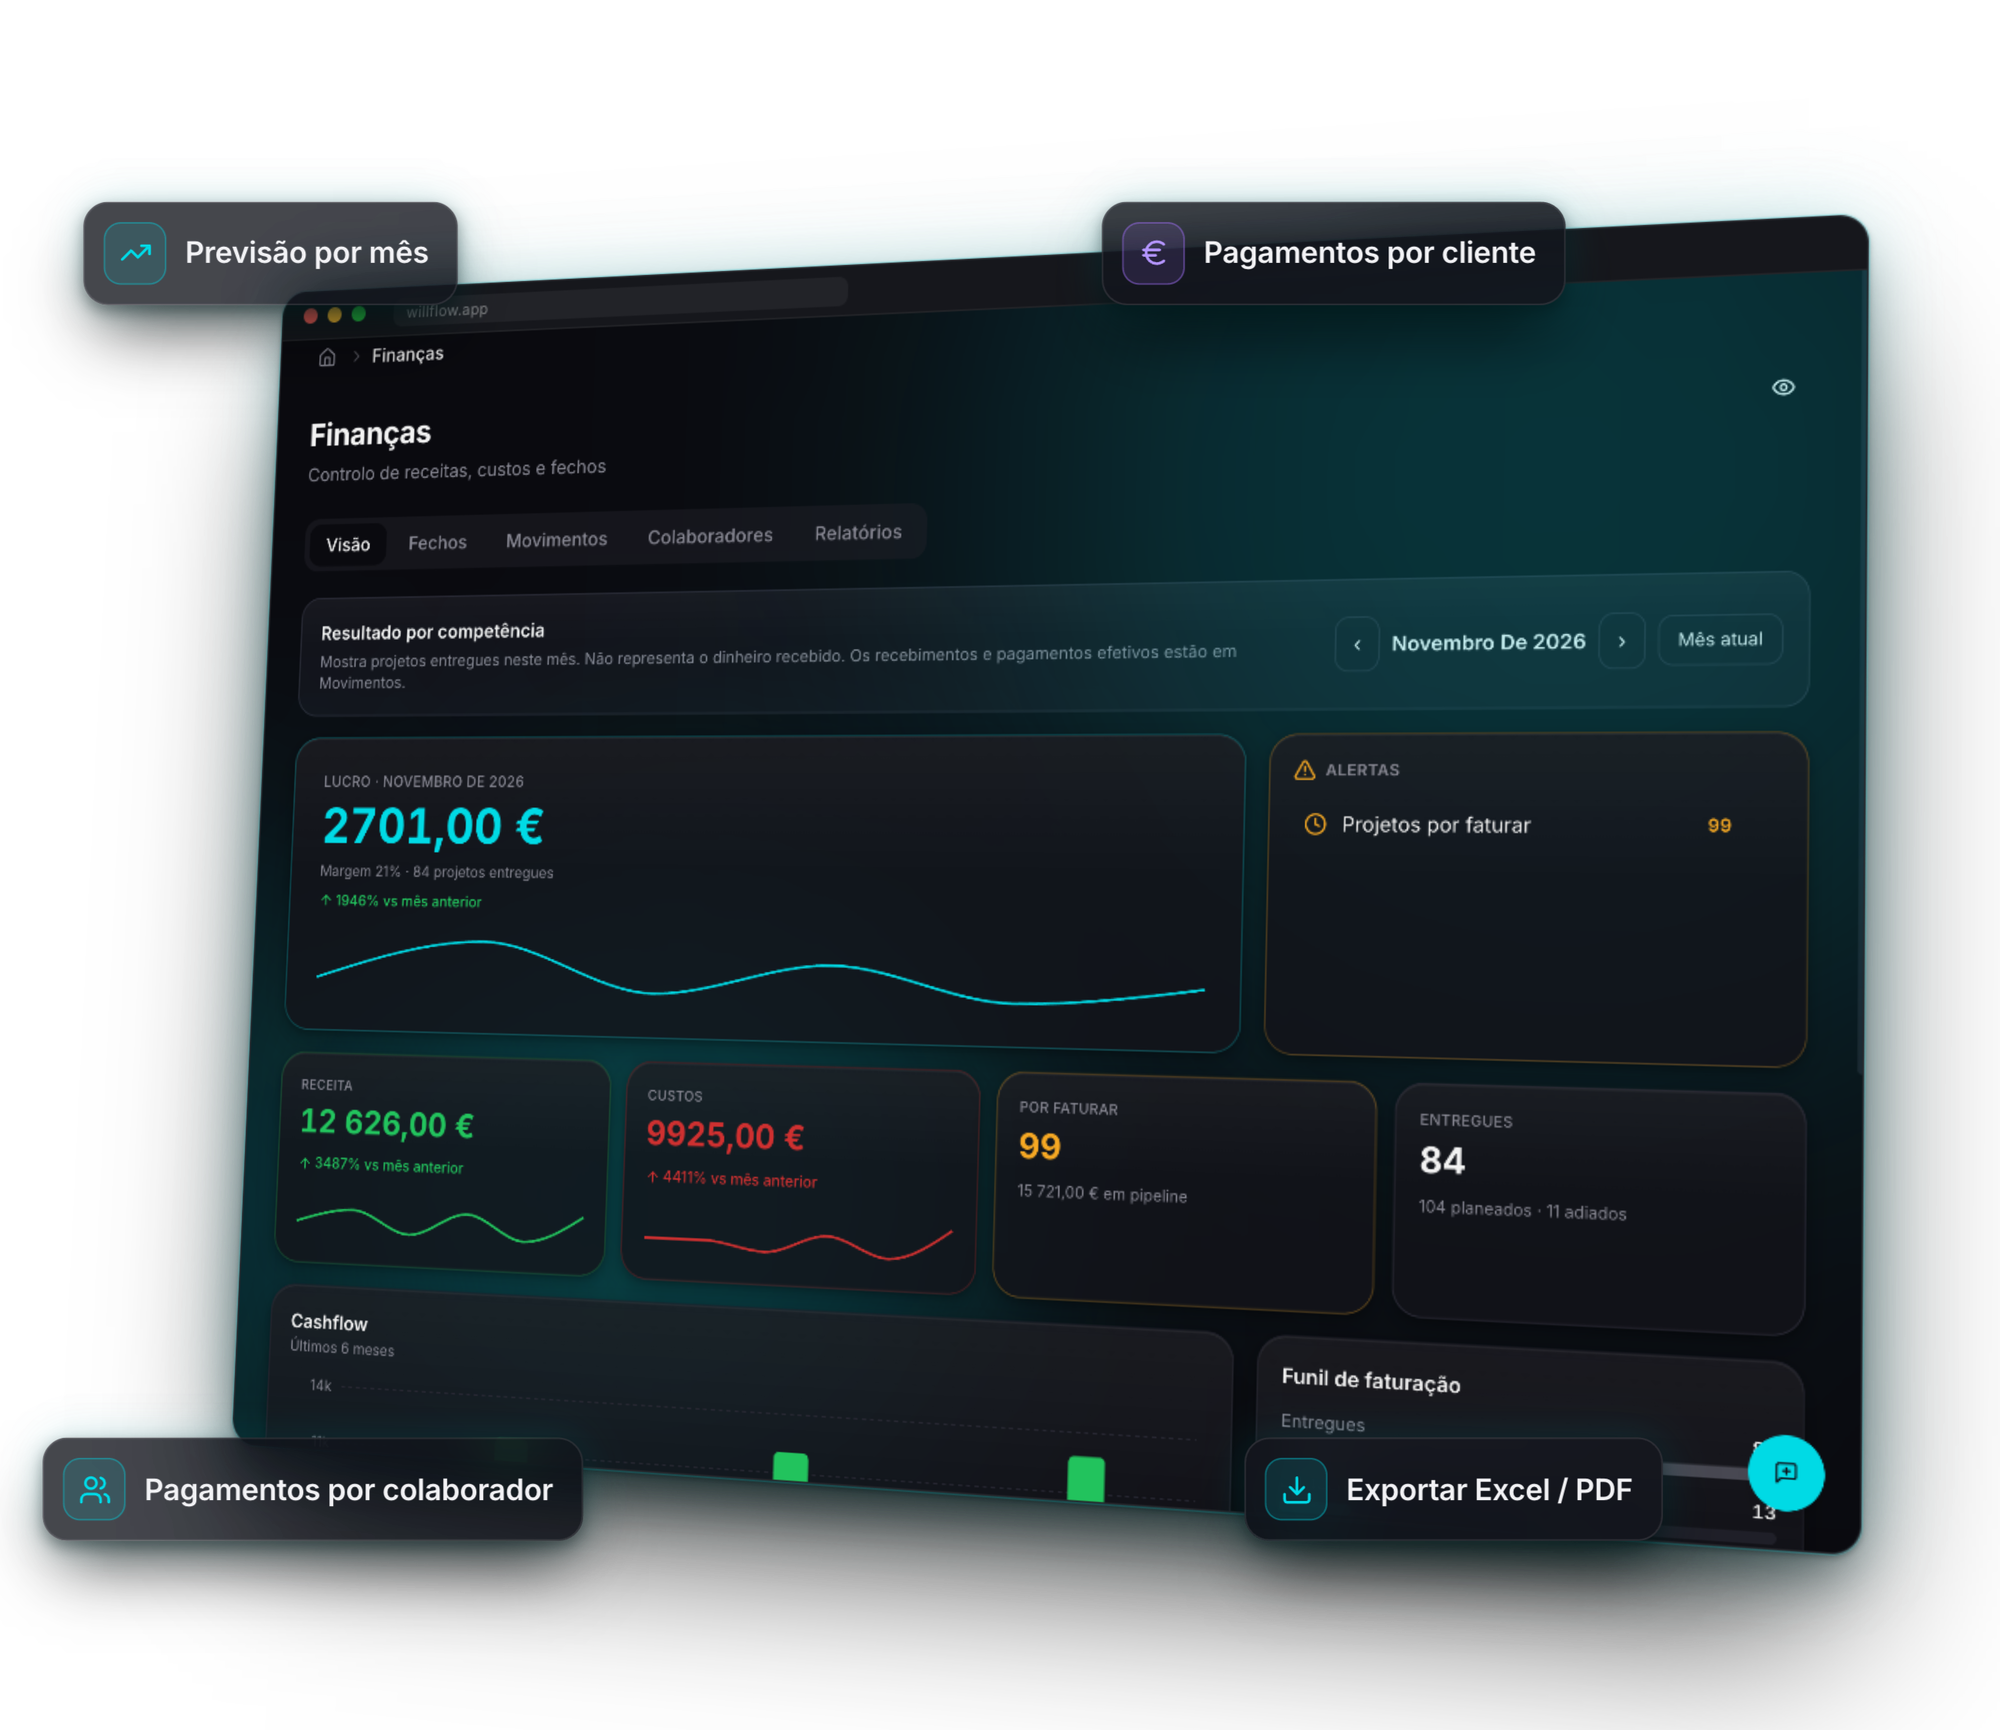 Previsão por mês
Pagamentos por cliente
willflow.app
Finanças
Finanças
Controlo de receitas, custos e fechos
Visão
Fechos
Movimentos
Colaboradores
Relatórios
Resultado por competência
Mostra projetos entregues neste mês. Não representa o dinheiro recebido. Os recebimentos e pagamentos efetivos estão em
Movimentos.
Novembro De 2026
Mês atual
LUCRO · NOVEMBRO DE 2026
2701,00 €
Margem 21% · 84 projetos entregues
↑ 1946% vs mês anterior
ALERTAS
Projetos por faturar
99
RECEITA
12 626,00 €
↑ 3487% vs mês anterior
CUSTOS
9925,00 €
↑ 4411% vs mês anterior
POR FATURAR
99
15 721,00 € em pipeline
ENTREGUES
84
104 planeados · 11 adiados
Cashflow
Últimos 6 meses
14k
Funil de faturação
Entregues
13
Pagamentos por colaborador
Exportar Excel / PDF